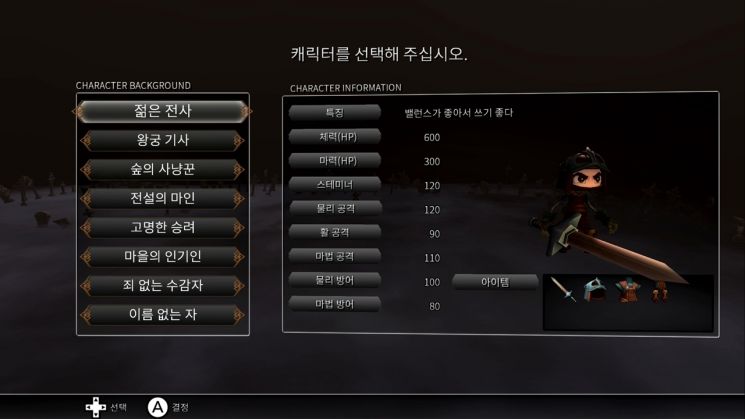 캐릭터를 선택해 주십시오.
CHARACTER BACKGROUND
젊은 전사
왕궁 기사
숲의 사냥꾼
전설의 마인
고명한 승려
마을의 인기인
죄 없는 수감자
이름 없는 자
CHARACTER INFORMATION
특징 밸런스가 좋아서 쓰기 좋다
체력(HP) 600
마력(HP) 300
스테미너 120
물리 공격 120
활 공격 90
마법 공격 110
물리 방어 100 아이템
마법 방어 80
선택 A 결정